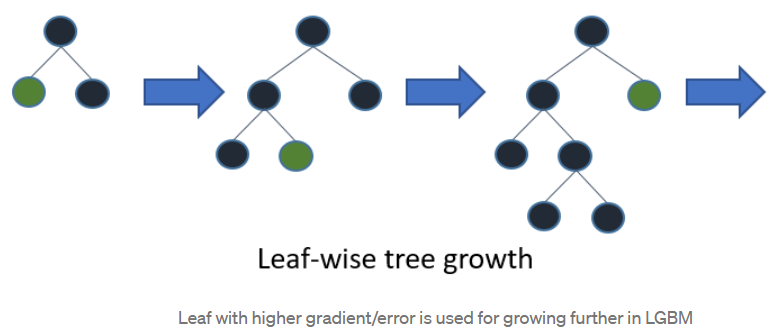 Leaf-wise tree growth
Leaf with higher gradient/error is used for growing further in LGBM